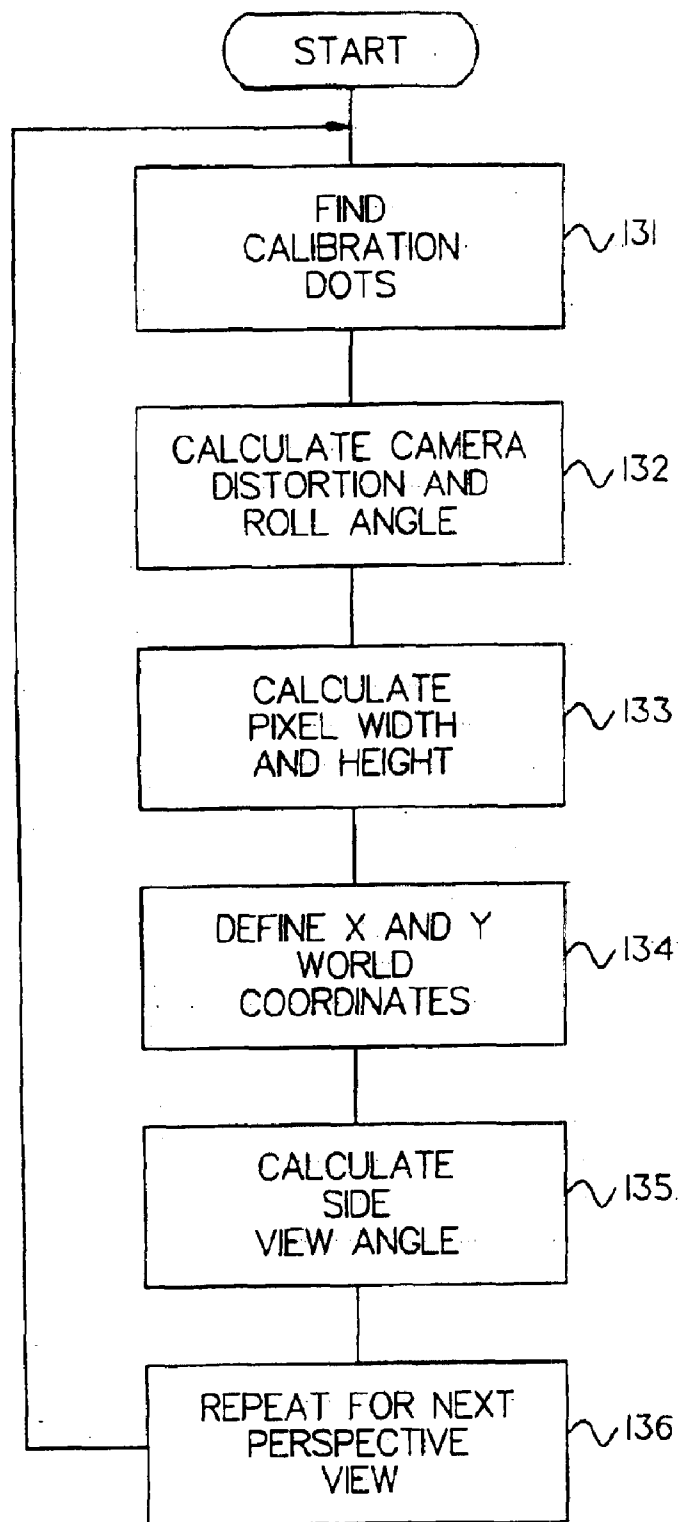 START
FIND
CALIBRATION
DOTS
131
CALCULATE CAMERA
DISTORTION AND
ROLL ANGLE
132
CALCULATE
PIXEL WIDTH
AND HEIGHT
133
DEFINE X AND Y
WORLD
COORDINATES
134
CALCULATE
SIDE
VIEW ANGLE
135
REPEAT FOR NEXT
PERSPECTIVE
VIEW
136